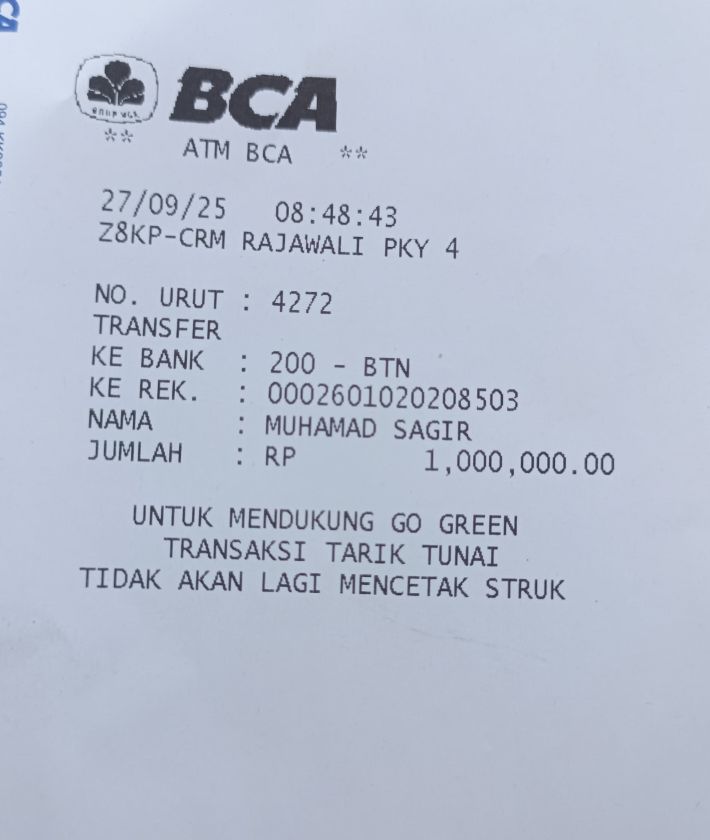 BCA
** ATM BCA **
27/09/25 08:48:43
Z8KP-CRM RAJAWALI PKY 4
NO. URUT : 4272
TRANSFER
KE BANK : 200 - BTN
KE REK. : 0002601020208503
NAMA : MUHAMAD SAGIR
JUMLAH : RP 1,000,000.00
UNTUK MENDUKUNG GO GREEN
TRANSAKSI TARIK TUNAI
TIDAK AKAN LAGI MENCETAK STRUK